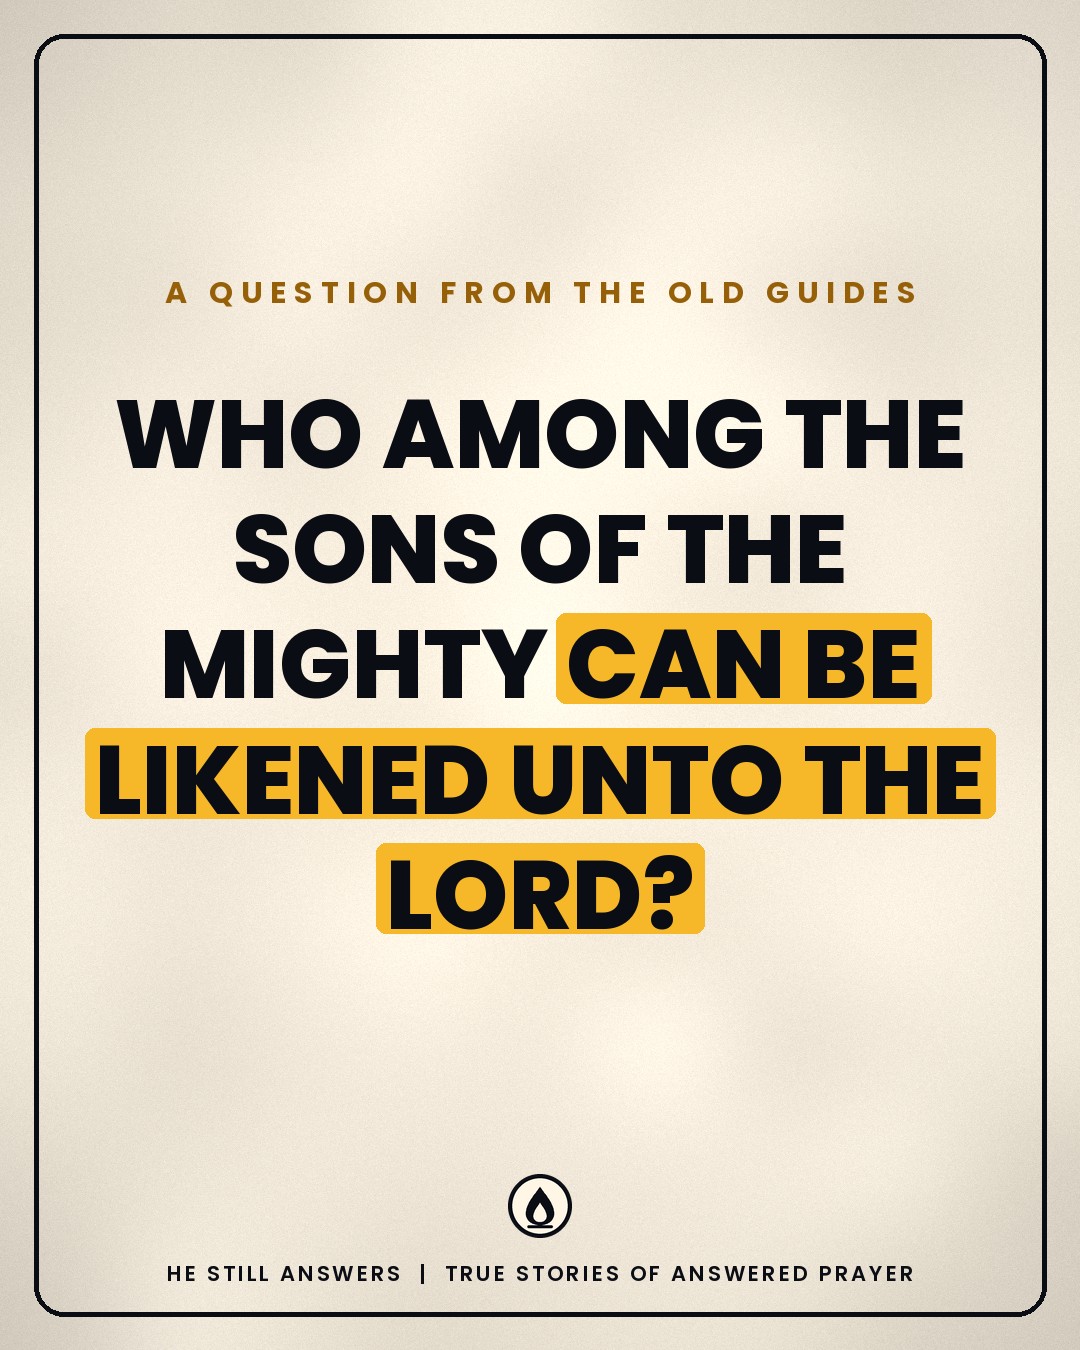 A QUESTION FROM THE OLD GUIDES
WHO AMONG THE
SONS OF THE
MIGHTY CAN BE
LIKENED UNTO THE
LORD?
HE STILL ANSWERS | TRUE STORIES OF ANSWERED PRAYER